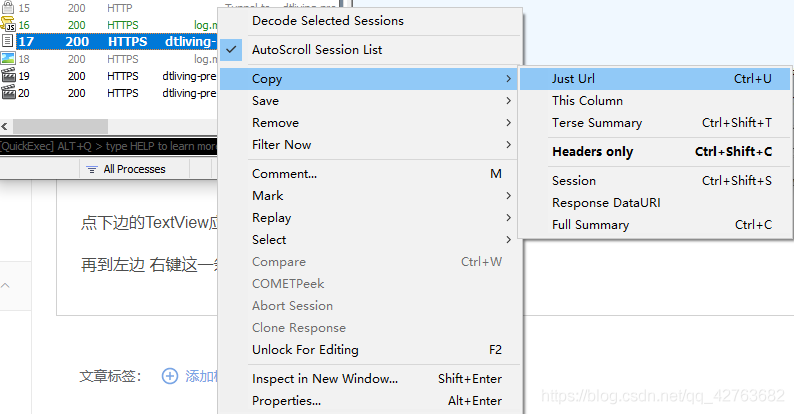 15 200 HTTP Tunnel to dtliving-pre
16 200 HTTPS log.m
17 200 HTTPS dtliving-
18 200 HTTPS log.m
19 200 HTTPS dtliving-pre
20 200 HTTPS dtliving-pre
[QuickExec] ALT+Q > type HELP to learn more
All Processes
点下边的TextView应
再到左边 右键这一条
文章标签:
添加标
Decode Selected Sessions
AutoScroll Session List
Copy
Save
Remove
Filter Now
Comment... M
Mark
Replay
Select
Compare Ctrl+W
COMETPeek
Abort Session
Clone Response
Unlock For Editing F2
Inspect in New Window... Shift+Enter
Properties... Alt+Enter
Just Url Ctrl+U
This Column
Terse Summary Ctrl+Shift+T
Headers only Ctrl+Shift+C
Session Ctrl+Shift+S
Response DataURI
Full Summary Ctrl+C
https://blog.csdn.net/qq_42763682